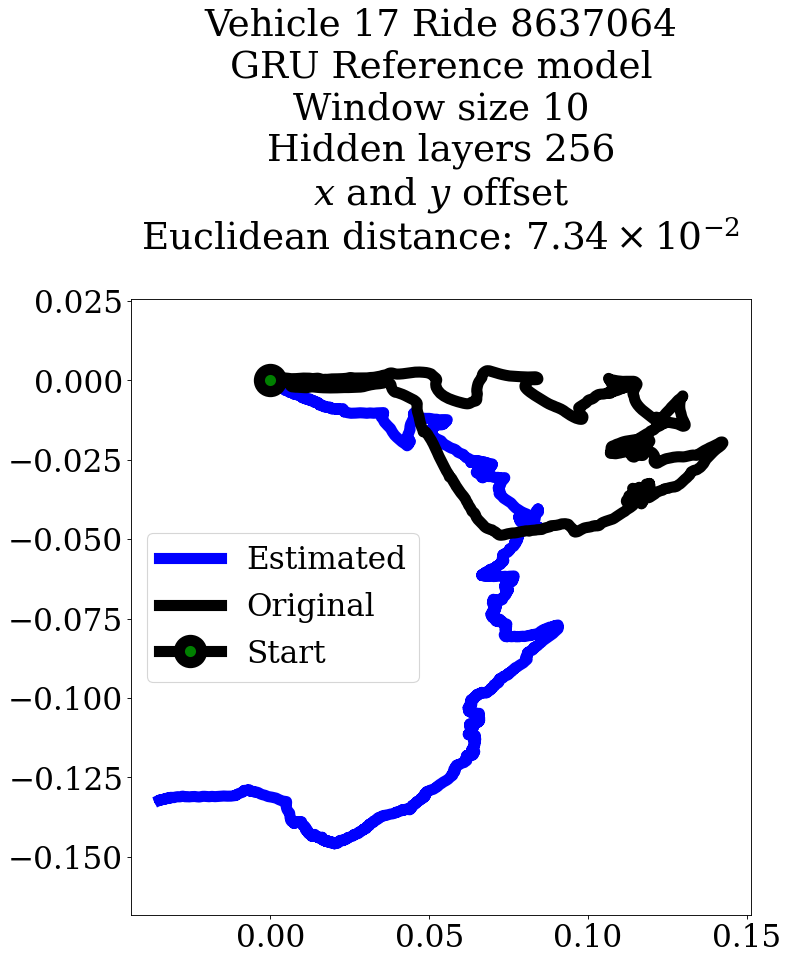 Vehicle 17 Ride 8637064
GRU Reference model
Window size 10
Hidden layers 256
x and y offset
Euclidean distance: 7.34 × 10⁻²
0.025
0.000
−0.025
−0.050
−0.075
−0.100
−0.125
−0.150
Estimated
Original
Start
0.00 0.05 0.10 0.15